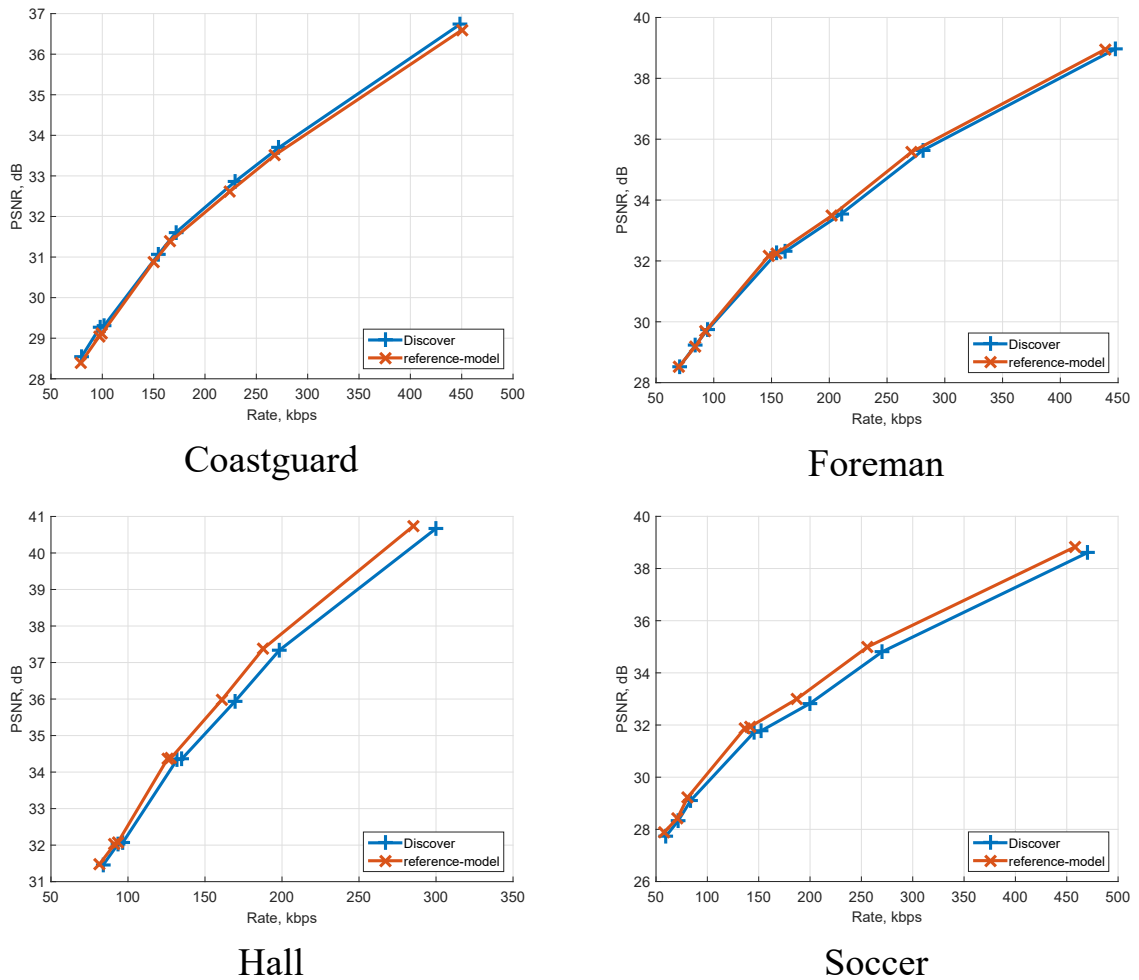 37
36
35
34
33
32
31
30
29
28
PSNR, dB
50 100 150 200 250 300 350 400 450 500
Rate, kbps
Discover
reference-model
Coastguard
40
38
36
34
32
30
28
PSNR, dB
50 100 150 200 250 300 350 400 450
Rate, kbps
Discover
reference-model
Foreman
41
40
39
38
37
36
35
34
33
32
31
PSNR, dB
50 100 150 200 250 300 350
Rate, kbps
Discover
reference-model
Hall
40
38
36
34
32
30
28
26
PSNR, dB
50 100 150 200 250 300 350 400 450 500
Rate, kbps
Discover
reference-model
Soccer